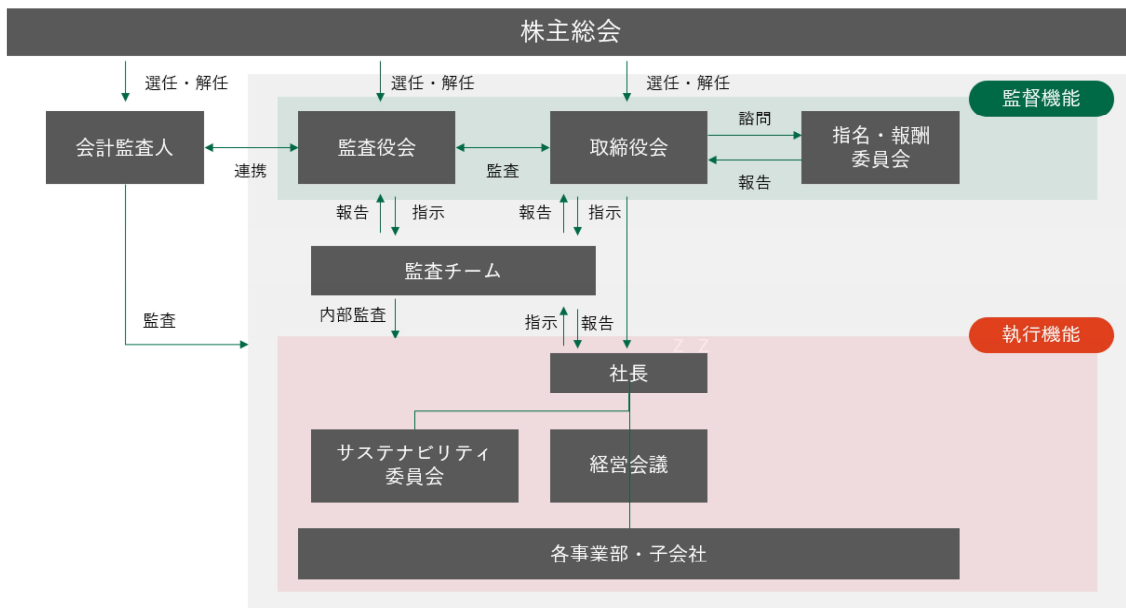 株主総会
選任・解任
選任・解任
選任・解任
監督機能
会計監査人
連携
監査役会
監査
取締役会
諮問
報告
指名・報酬
委員会
報告
指示
報告
指示
監査チーム
内部監査
指示
報告
監査
執行機能
Z Z
社長
サステナビリティ
委員会
経営会議
各事業部・子会社